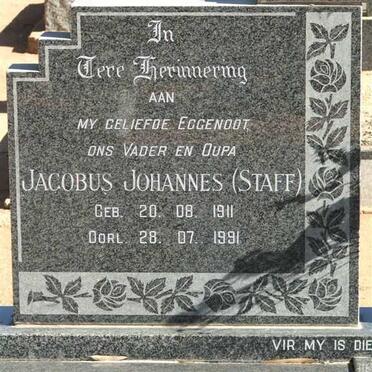 In
Tere Herinnering
AAN
MY GELIEFDE EGGENOOT,
ONS VADER EN OUPA
JACOBUS JOHANNES (STAFF)
GEB. 20. 08. 1911
OORL. 28. 07. 1991
VIR MY IS DIE